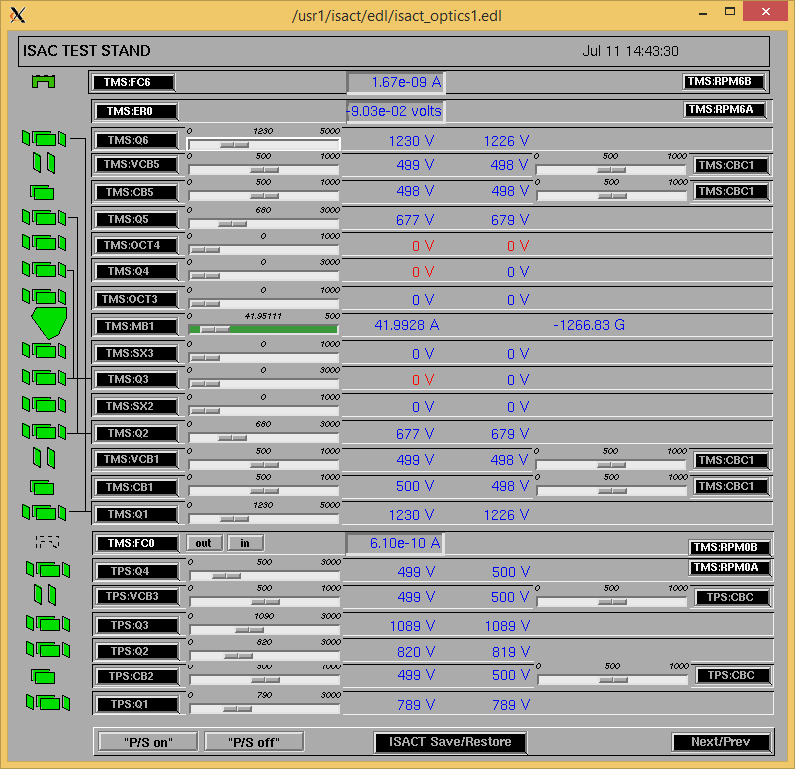 /usr1/isact/edl/isact_optics1.edl
ISAC TEST STAND Jul 11 14:43:30
TMS:FC6 1.67e-09 A TMS:RPM6B
TMS:ER0 -9.03e-02 volts TMS:RPM6A
0 1230 5000
TMS:Q6 1230 V 1226 V
0 500 1000 0 500 1000
TMS:VCB5 499 V 498 V TMS:CBC1
0 500 1000 0 500 1000
TMS:CB5 498 V 498 V TMS:CBC1
0 680 3000
TMS:Q5 677 V 679 V
0 0 1000
TMS:OCT4 0 V 0 V
0 0 3000
TMS:Q4 0 V 0 V
0 0 1000
TMS:OCT3 0 V 0 V
0 41.95111 500
TMS:MB1 41.9928 A -1266.83 G
0 0 1000
TMS:SX3 0 V 0 V
0 0 3000
TMS:Q3 0 V 0 V
0 0 1000
TMS:SX2 0 V 0 V
0 680 3000
TMS:Q2 677 V 679 V
0 500 1000 0 500 1000
TMS:VCB1 499 V 498 V TMS:CBC1
0 500 1000 0 500 1000
TMS:CB1 500 V 498 V TMS:CBC1
0 1230 5000
TMS:Q1 1230 V 1226 V
TMS:FC0 out in 6.10e-10 A TMS:RPM0B
0 500 3000 TMS:RPM0A
TPS:Q4 499 V 500 V
0 500 1000 0 500 1000
TPS:VCB3 499 V 500 V TPS:CBC
0 1090 3000
TPS:Q3 1089 V 1089 V
0 820 3000
TPS:Q2 820 V 819 V
0 500 1000 0 500 1000
TPS:CB2 499 V 500 V TPS:CBC
0 790 3000
TPS:Q1 789 V 789 V
"P/S on" "P/S off" ISACT Save/Restore Next/Prev